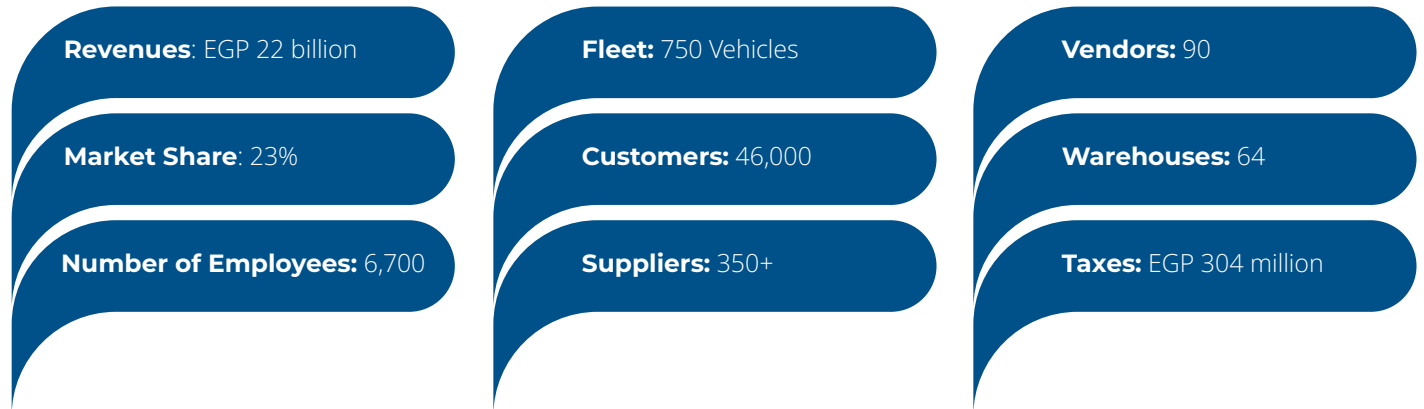 Revenues: EGP 22 billion
Market Share: 23%
Number of Employees: 6,700
Fleet: 750 Vehicles
Customers: 46,000
Suppliers: 350+
Vendors: 90
Warehouses: 64
Taxes: EGP 304 million